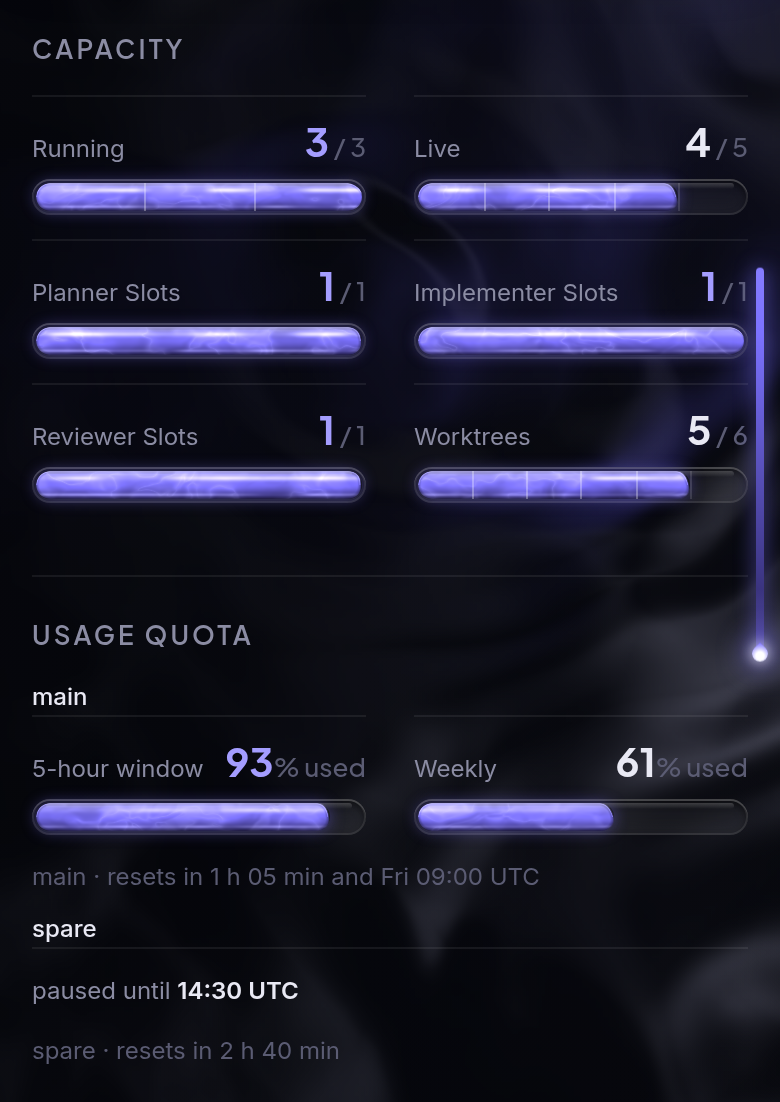 CAPACITY
Running 3 / 3
Live 4 / 5
Planner Slots 1 / 1
Implementer Slots 1 / 1
Reviewer Slots 1 / 1
Worktrees 5 / 6
USAGE QUOTA
main
5-hour window 93% used
Weekly 61% used
main · resets in 1 h 05 min and Fri 09:00 UTC
spare
paused until 14:30 UTC
spare · resets in 2 h 40 min